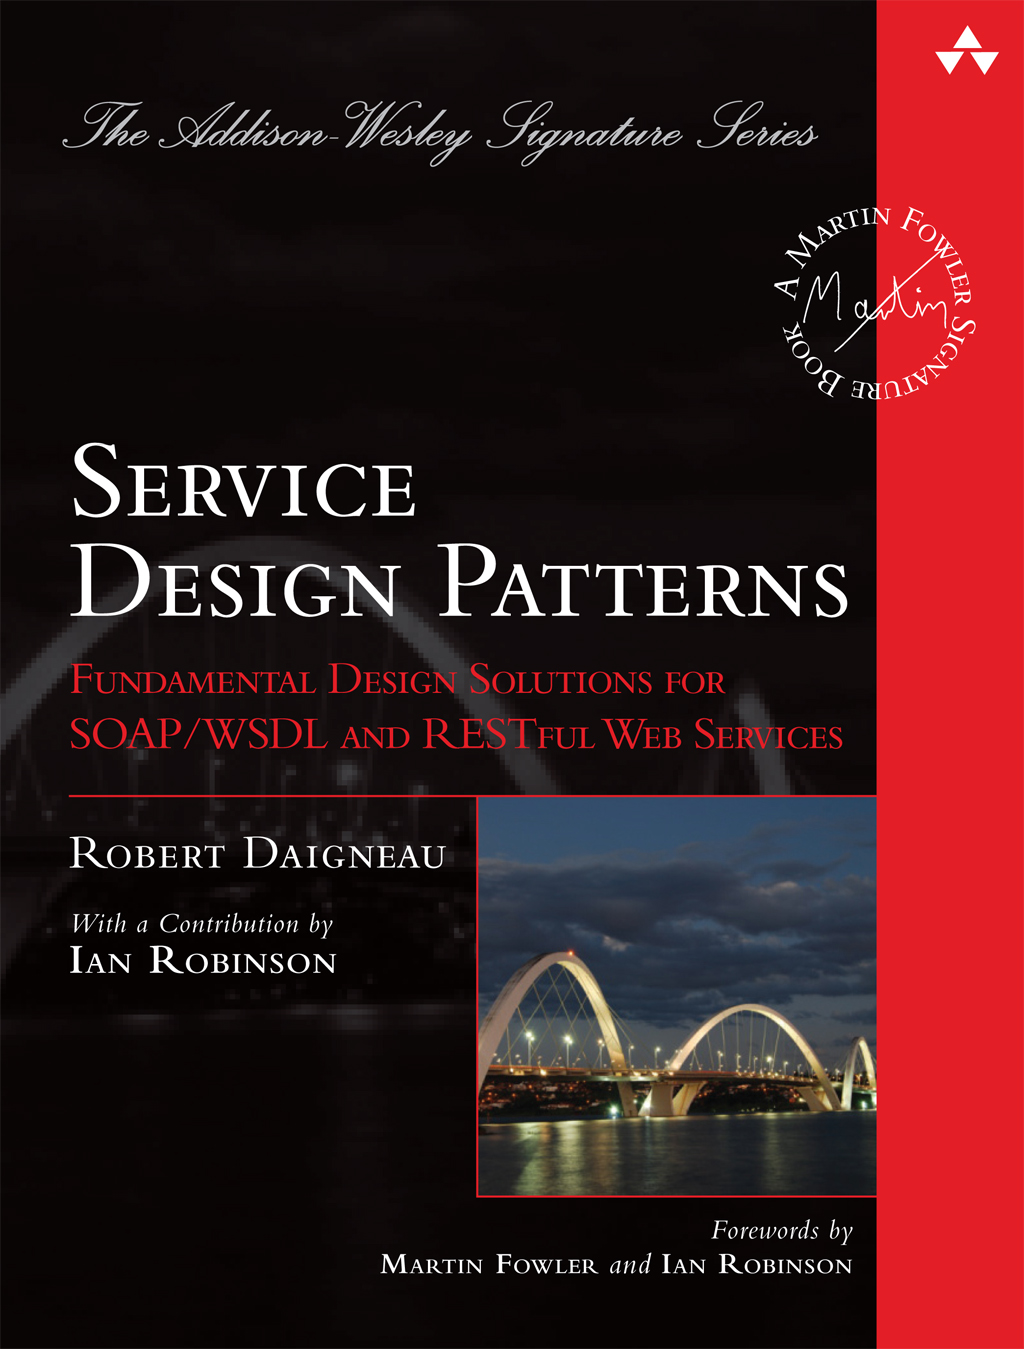 The Addison-Wesley Signature Series
A Martin Fowler Signature Book
Martin
Service
Design Patterns
Fundamental Design Solutions for
SOAP/WSDL and RESTful Web Services
Robert Daigneau
With a Contribution by
Ian Robinson
Forewords by
Martin Fowler and Ian Robinson